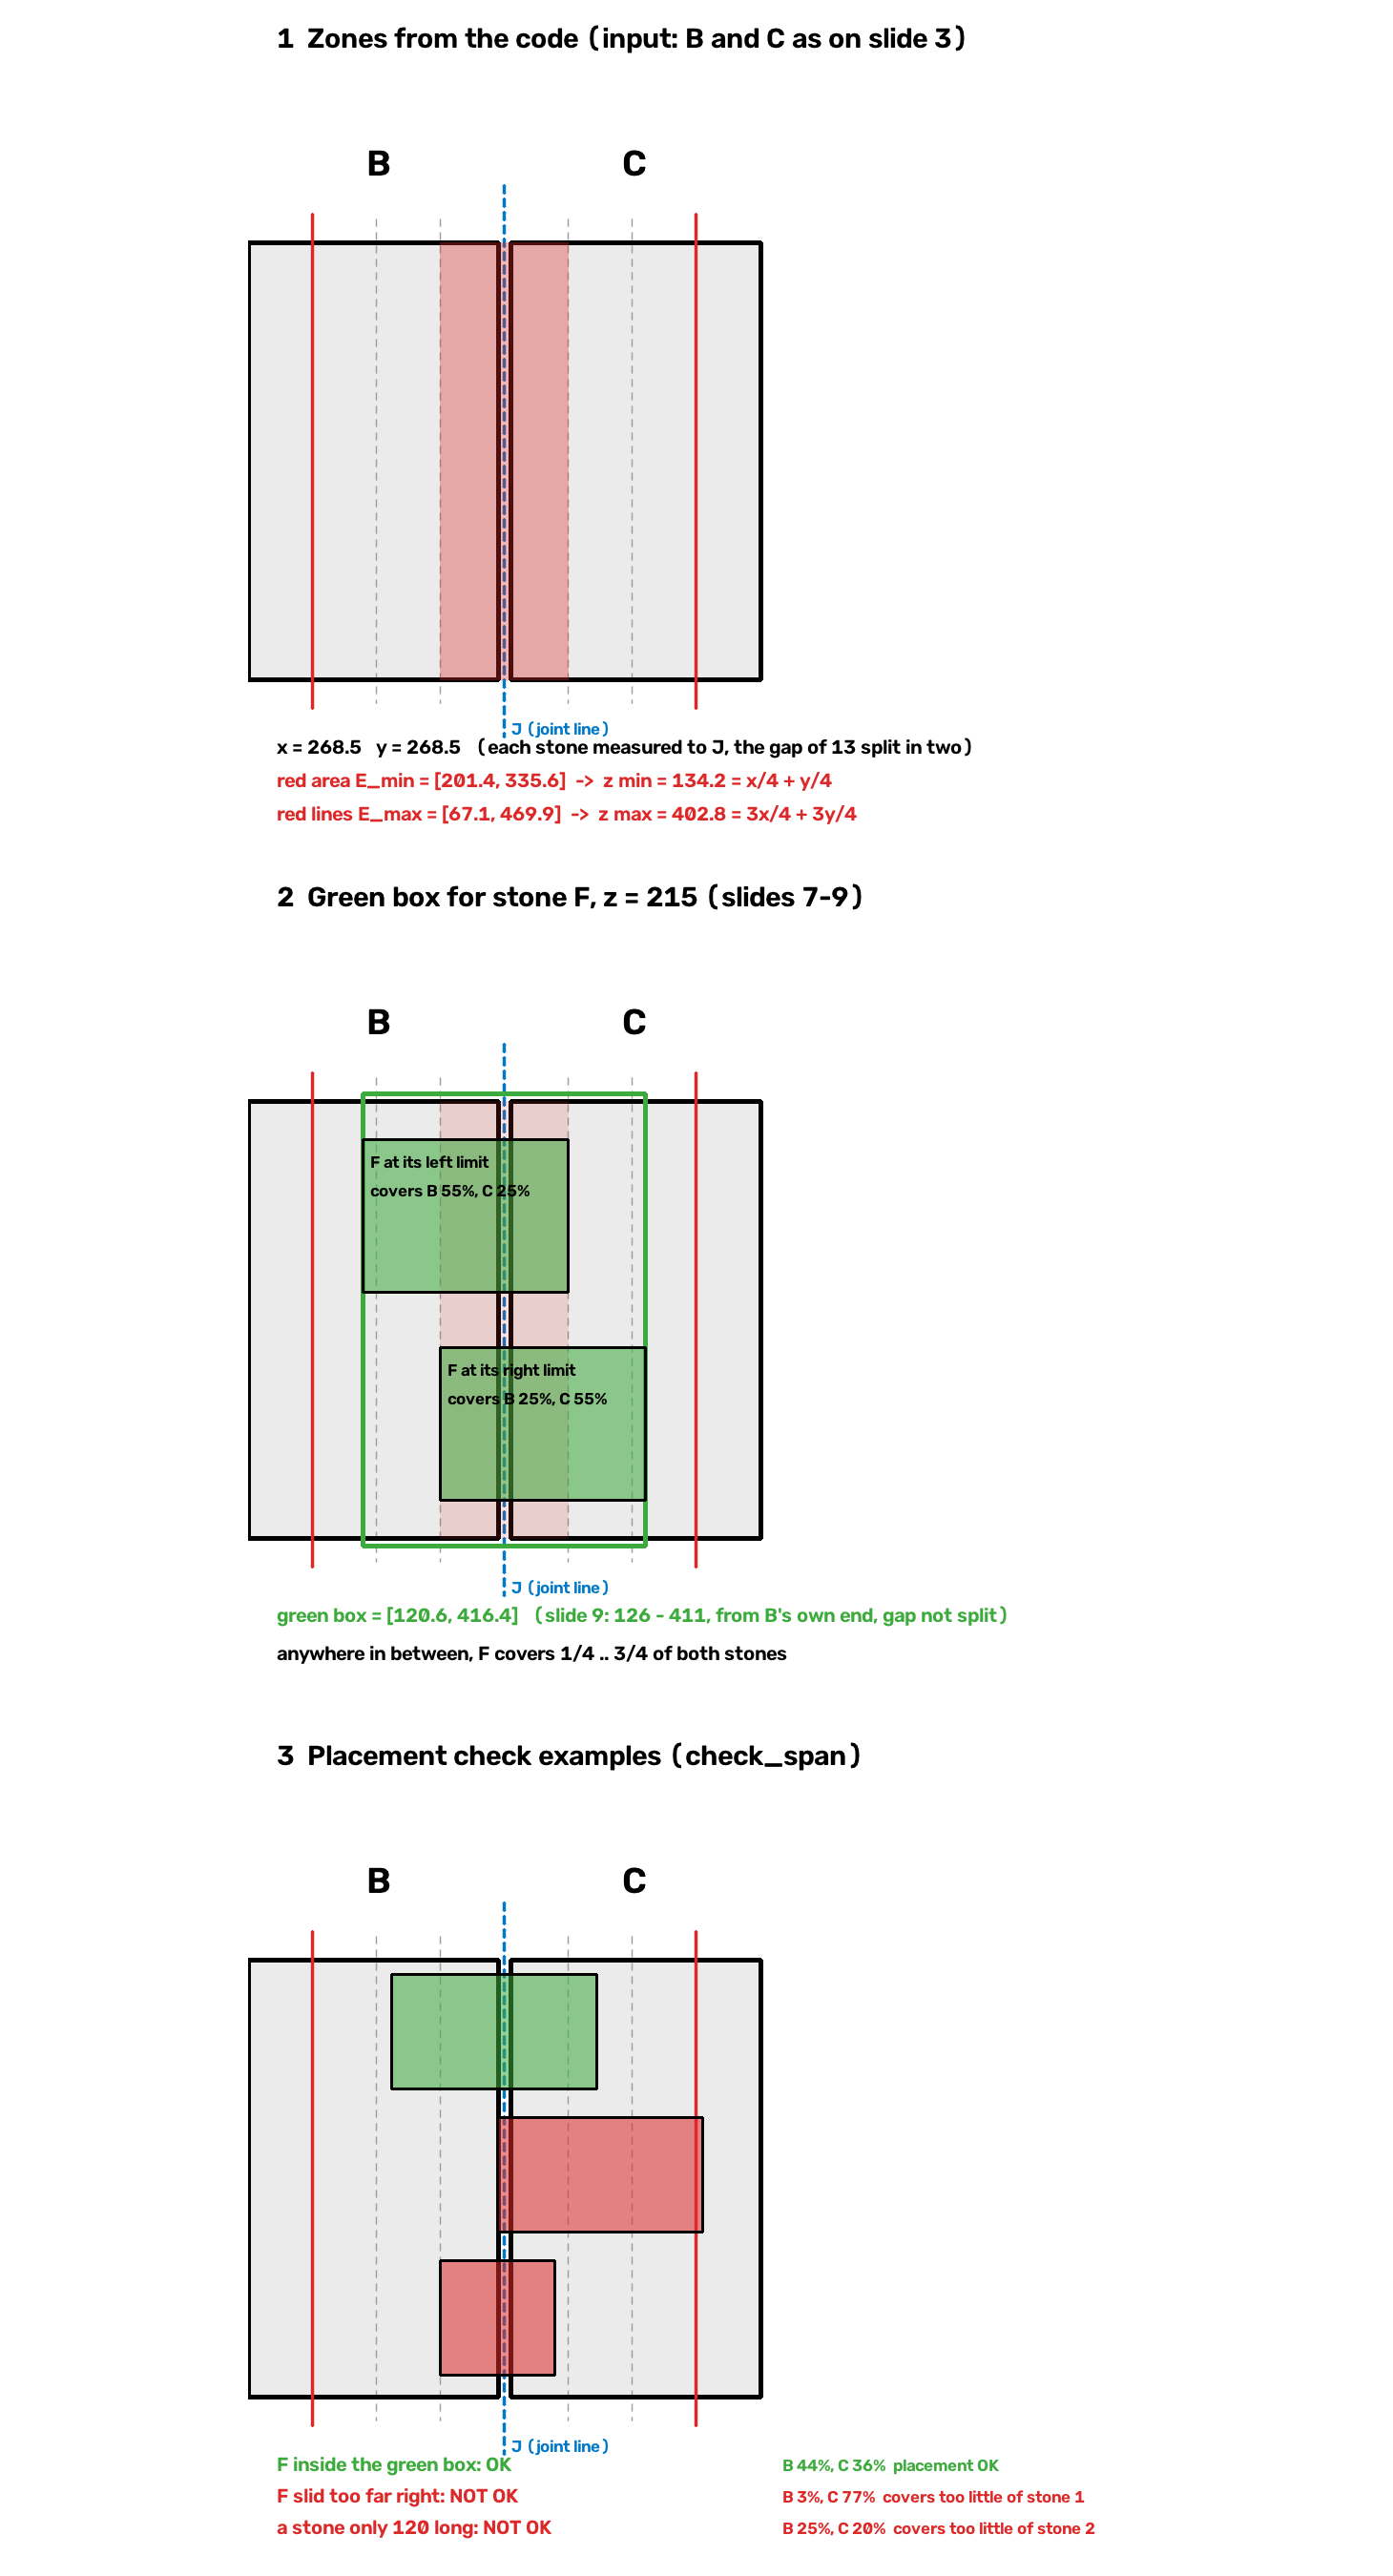 1 Zones from the code (input: B and C as on slide 3)
B C
J (joint line)
x = 268.5 y = 268.5 (each stone measured to J, the gap of 13 split in two)
red area E_min = [201.4, 335.6] -> z min = 134.2 = x/4 + y/4
red lines E_max = [67.1, 469.9] -> z max = 402.8 = 3x/4 + 3y/4
2 Green box for stone F, z = 215 (slides 7-9)
B C
F at its left limit
covers B 55%, C 25%
F at its right limit
covers B 25%, C 55%
J (joint line)
green box = [120.6, 416.4] (slide 9: 126 - 411, from B's own end, gap not split)
anywhere in between, F covers 1/4 .. 3/4 of both stones
3 Placement check examples (check_span)
B C
J (joint line)
F inside the green box: OK B 44%, C 36% placement OK
F slid too far right: NOT OK B 3%, C 77% covers too little of stone 1
a stone only 120 long: NOT OK B 25%, C 20% covers too little of stone 2